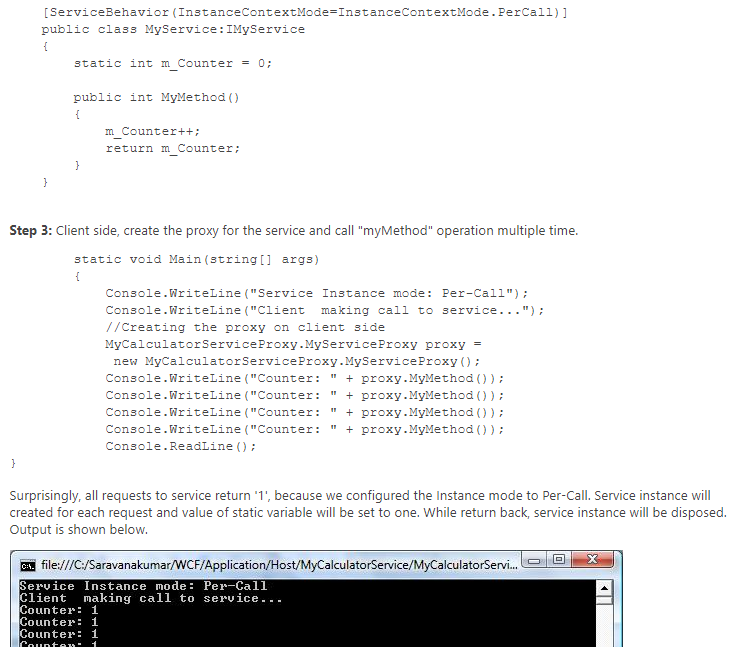 [ServiceBehavior(InstanceContextMode=InstanceContextMode.PerCall)]
public class MyService:IMyService
{
static int m_Counter = 0;
public int MyMethod()
{
m_Counter++;
return m_Counter;
}
}
Step 3: Client side, create the proxy for the service and call "myMethod" operation multiple time.
static void Main(string[] args)
{
Console.WriteLine("Service Instance mode: Per-Call");
Console.WriteLine("Client  making call to service...");
//Creating the proxy on client side
MyCalculatorServiceProxy.MyServiceProxy proxy =
new MyCalculatorServiceProxy.MyServiceProxy();
Console.WriteLine("Counter: " + proxy.MyMethod());
Console.WriteLine("Counter: " + proxy.MyMethod());
Console.WriteLine("Counter: " + proxy.MyMethod());
Console.WriteLine("Counter: " + proxy.MyMethod());
Console.ReadLine();
}
Surprisingly, all requests to service return '1', because we configured the Instance mode to Per-Call. Service instance will
created for each request and value of static variable will be set to one. While return back, service instance will be disposed.
Output is shown below.
file:///C:/Saravanakumar/WCF/Application/Host/MyCalculatorService/MyCalculatorServi...
Service Instance mode: Per-Call
Client  making call to service...
Counter: 1
Counter: 1
Counter: 1
Counter: 1